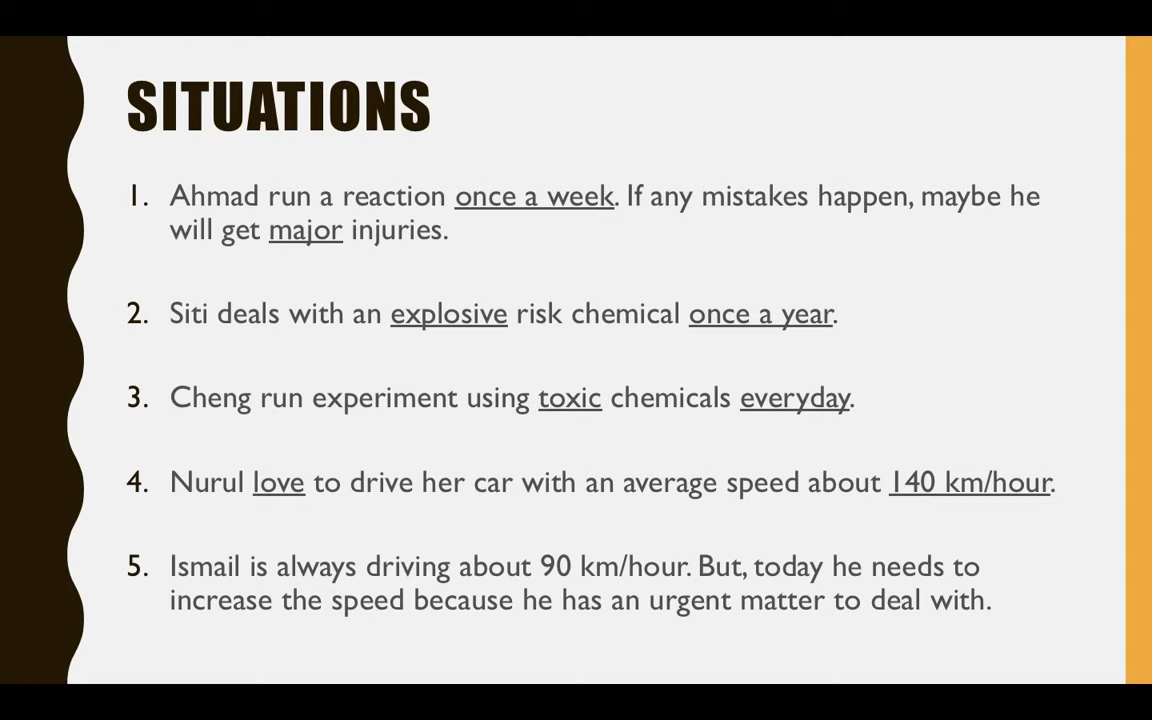 SITUATIONS
1. Ahmad run a reaction once a week. If any mistakes happen, maybe he
will get major injuries.
2. Siti deals with an explosive risk chemical once a year.
3. Cheng run experiment using toxic chemicals everyday.
4. Nurul love to drive her car with an average speed about 140 km/hour.
5. Ismail is always driving about 90 km/hour. But, today he needs to
increase the speed because he has an urgent matter to deal with.